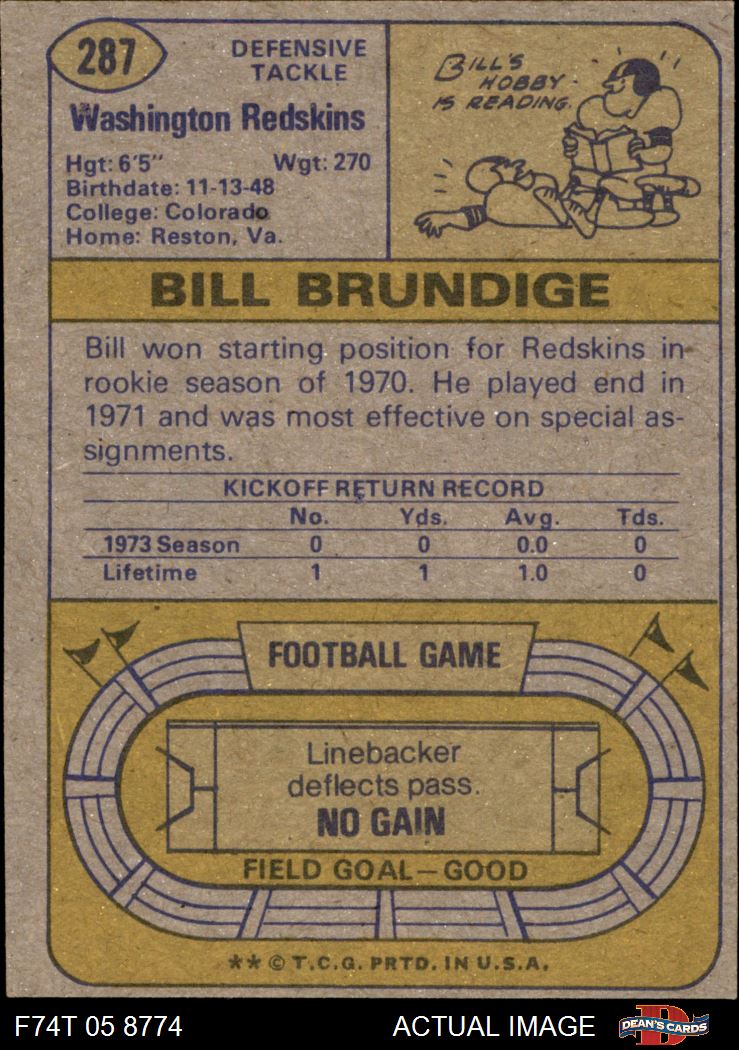 287
DEFENSIVE
TACKLE
Washington Redskins
Hgt: 6'5" Wgt: 270
Birthdate: 11-13-48
College: Colorado
Home: Reston, Va.
BILL'S
HOBBY
IS READING.
BILL BRUNDIGE
Bill won starting position for Redskins in
rookie season of 1970. He played end in
1971 and was most effective on special as-
signments.
KICKOFF RETURN RECORD
No. Yds. Avg. Tds.
1973 Season 0 0 0.0 0
Lifetime 1 1 1.0 0
FOOTBALL GAME
Linebacker
deflects pass.
NO GAIN
FIELD GOAL—GOOD
** © T.C.G. PRTD. IN U.S.A.
F74T 05 8774 ACTUAL IMAGE
D
DEAN'S CARDS